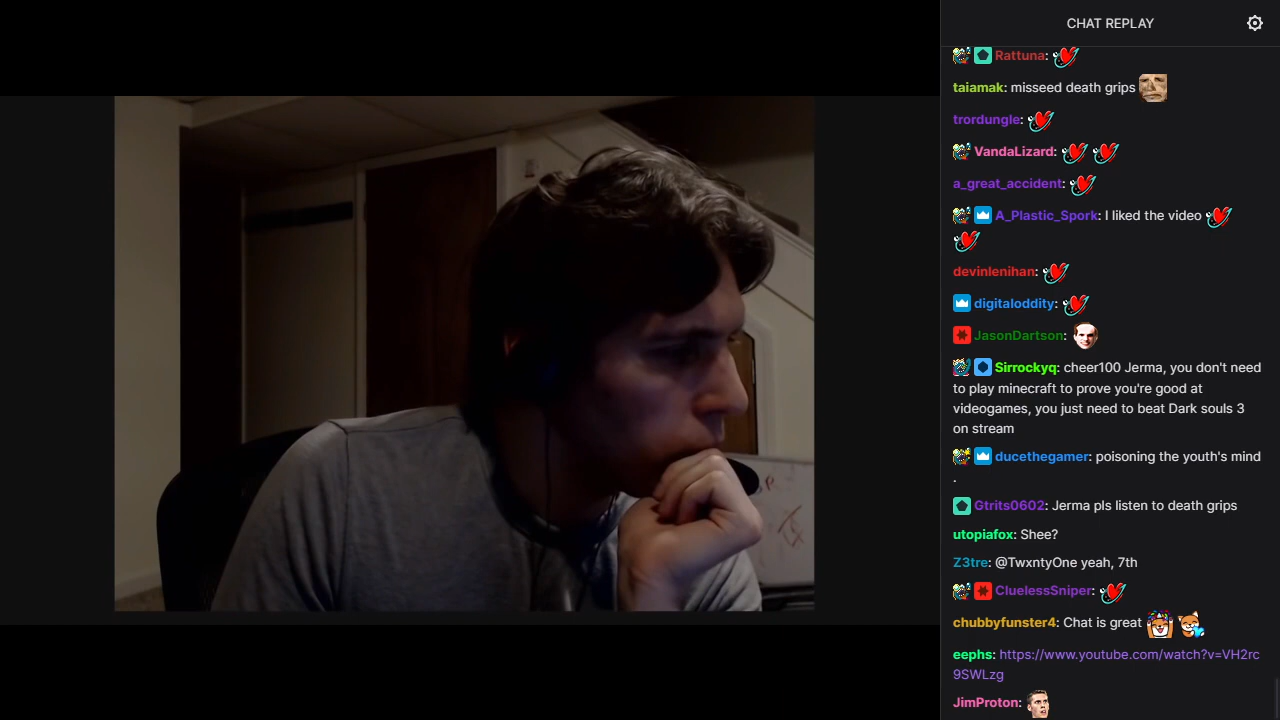 CHAT REPLAY
Rattuna:
taiamak: misseed death grips
trordungle:
VandaLizard:
a_great_accident:
A_Plastic_Spork: I liked the video
devinlenihan:
digitaloddity:
JasonDartson:
Sirrockyq: cheer100 Jerma, you don't need
to play minecraft to prove you're good at
videogames, you just need to beat Dark souls 3
on stream
ducethegamer: poisoning the youth's mind
.
Gtrits0602: Jerma pls listen to death grips
utopiafox: Shee?
Z3tre: @TwxntyOne yeah, 7th
CluelessSniper:
chubbyfunster4: Chat is great
eephs: https://www.youtube.com/watch?v=VH2rc
9SWLzg
JimProton: